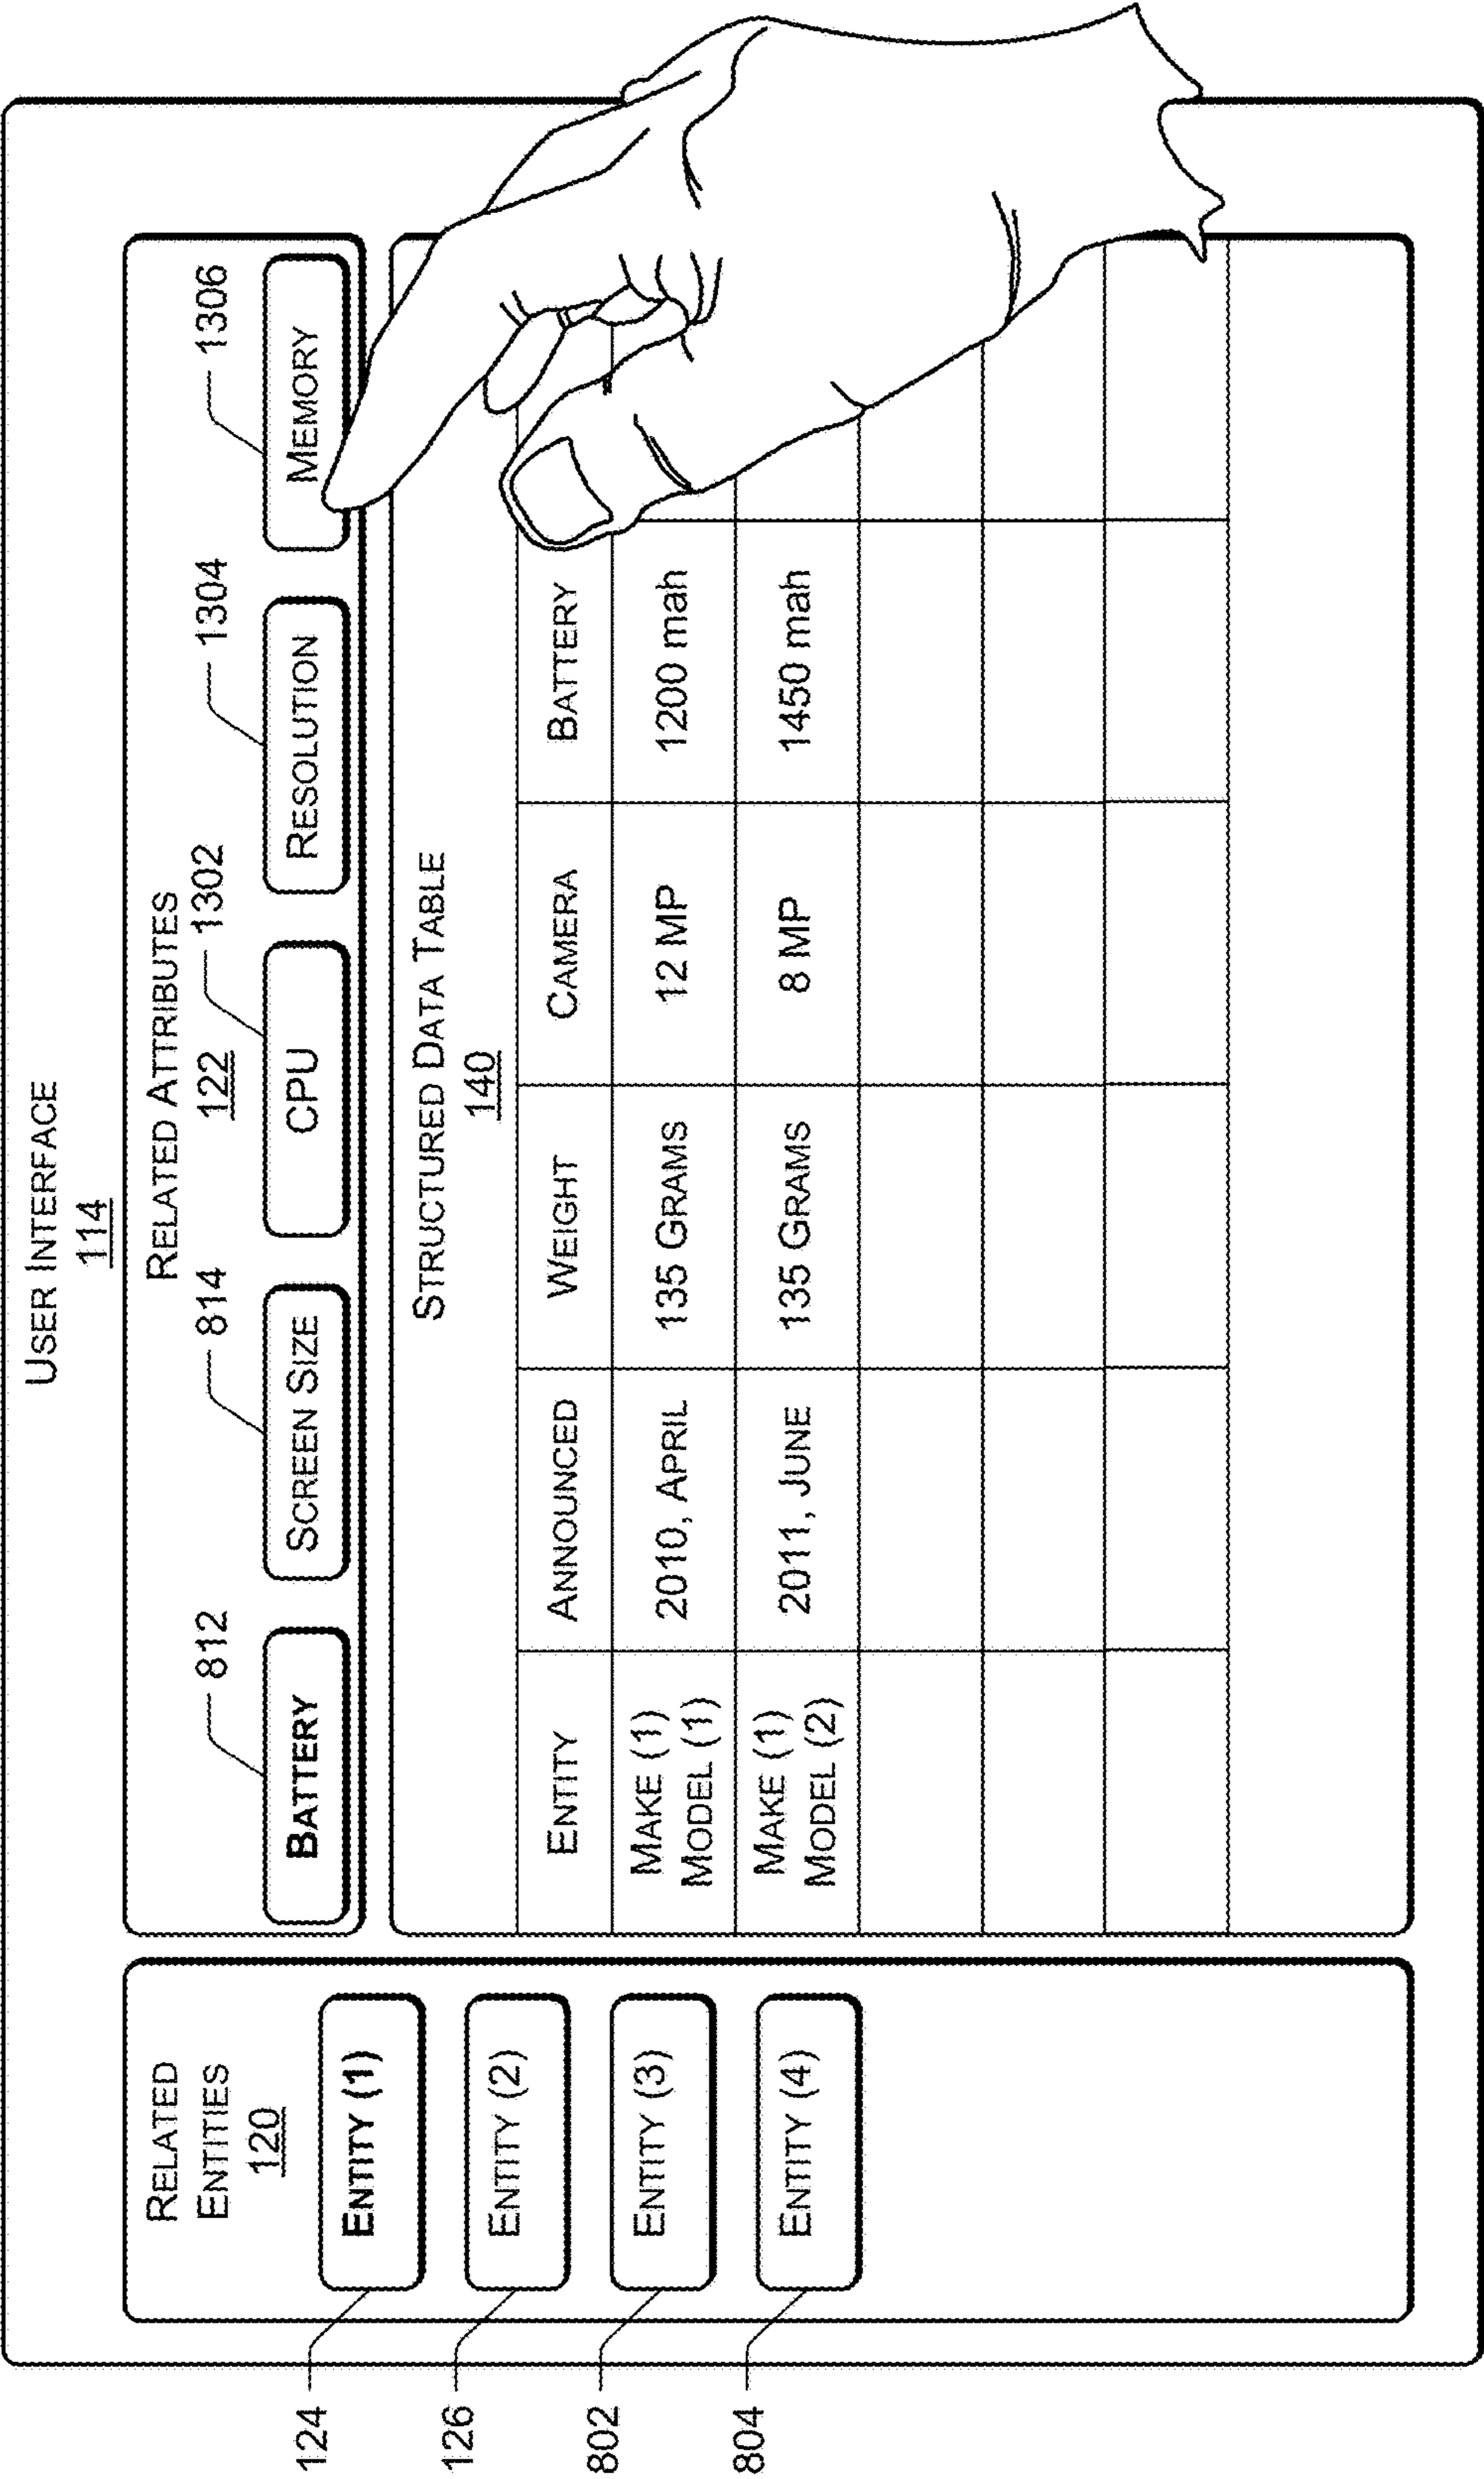 USER INTERFACE
114
RELATED ENTITIES
120
124
ENTITY (1)
126
ENTITY (2)
802
ENTITY (3)
804
ENTITY (4)
RELATED ATTRIBUTES
122
812
814
1302
1304
1306
BATTERY
SCREEN SIZE
CPU
RESOLUTION
MEMORY
STRUCTURED DATA TABLE
140
ENTITY ANNOUNCED WEIGHT CAMERA BATTERY
MAKE (1) MODEL (1) 2010, APRIL 135 GRAMS 12 MP 1200 mah
MAKE (1) MODEL (2) 2011, JUNE 135 GRAMS 8 MP 1450 mah